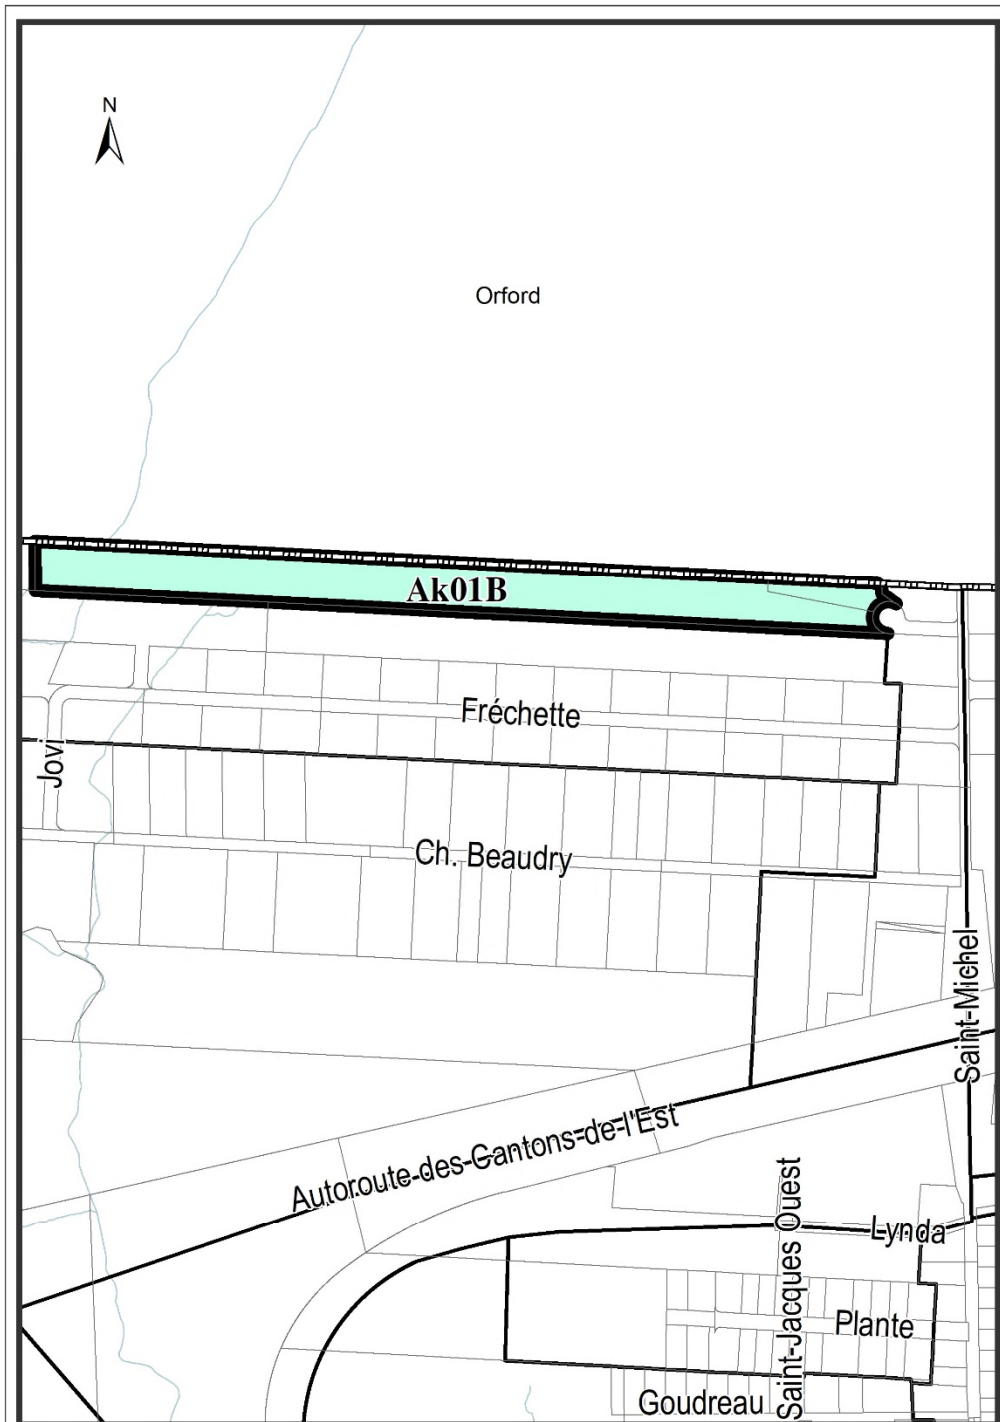 N
Orford
Ak01B
Fréchette
Jovi
Ch. Beaudry
Saint-Michel
Autoroute-des-Cantons-de-l'Est
Saint-Jacques Ouest
Lynda
Plante
Goudreau